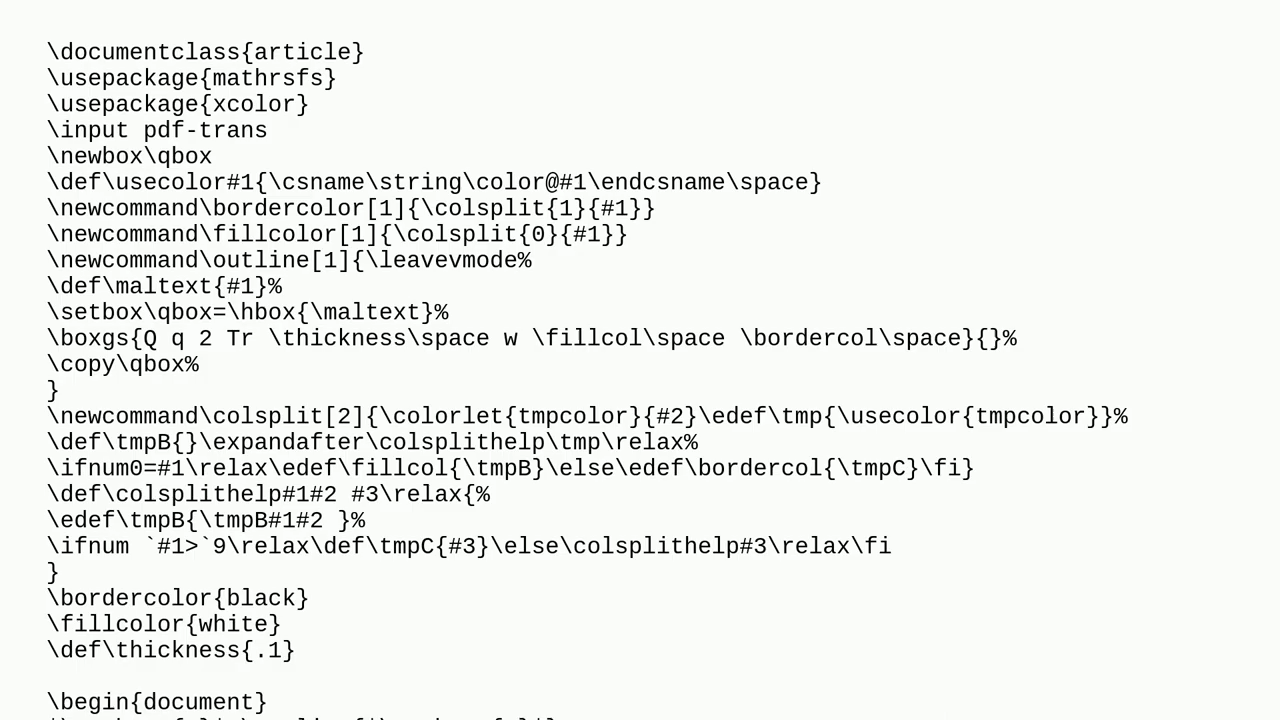 \documentclass{article}
\usepackage{mathrsfs}
\usepackage{xcolor}
\input pdf-trans
\newbox\qbox
\def\usecolor#1{\csname\string\color@#1\endcsname\space}
\newcommand\bordercolor[1]{\colsplit{1}{#1}}
\newcommand\fillcolor[1]{\colsplit{0}{#1}}
\newcommand\outline[1]{\leavevmode%
\def\maltext{#1}%
\setbox\qbox=\hbox{\maltext}%
\boxgs{Q q 2 Tr \thickness\space w \fillcol\space \bordercol\space}{}%
\copy\qbox%
}
\newcommand\colsplit[2]{\colorlet{tmpcolor}{#2}\edef\tmp{\usecolor{tmpcolor}}%
\def\tmpB{}\expandafter\colsplithelp\tmp\relax%
\ifnum0=#1\relax\edef\fillcol{\tmpB}\else\edef\bordercol{\tmpC}\fi}
\def\colsplithelp#1#2 #3\relax{%
\edef\tmpB{\tmpB#1#2 }%
\ifnum `#1>`9\relax\def\tmpC{#3}\else\colsplithelp#3\relax\fi
}
\bordercolor{black}
\fillcolor{white}
\def\thickness{.1}
\begin{document}